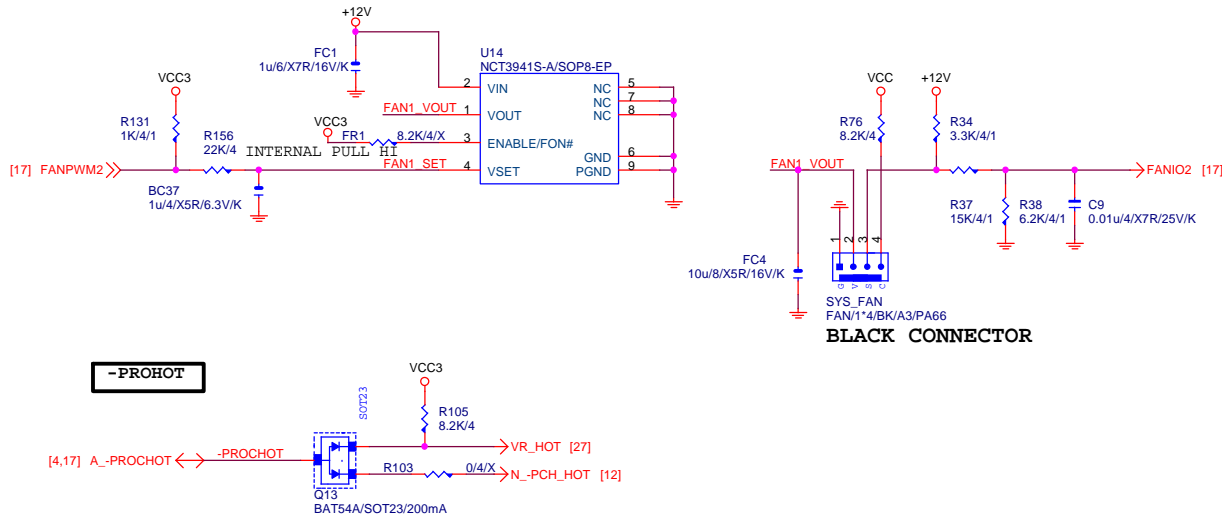 +12V
FC1
1u/6/X7R/16V/K
U14
NCT3941S-A/SOP8-EP
2 VIN NC 5
NC 7
1 VOUT NC 8
3 ENABLE/FON#
GND 6
4 VSET PGND 9
FAN1_VOUT
VCC3
FR1 8.2K/4/X
INTERNAL PULL HI
FAN1_SET
VCC3
R131
1K/4/1
R156
22K/4
[17] FANPWM2
BC37
1u/4/X5R/6.3V/K
VCC +12V
R76
8.2K/4
R34
3.3K/4/1
FAN1_VOUT
FANIO2 [17]
R37
15K/4/1
R38
6.2K/4/1
C9
0.01u/4/X7R/25V/K
FC4
10u/8/X5R/16V/K
1 2 3 4
G V S C
SYS_FAN
FAN/1*4/BK/A3/PA66
BLACK CONNECTOR
-PROHOT
VCC3
SOT23
R105
8.2K/4
VR_HOT [27]
[4,17] A_-PROCHOT -PROCHOT
R103 0/4/X N_-PCH_HOT [12]
Q13
BAT54A/SOT23/200mA